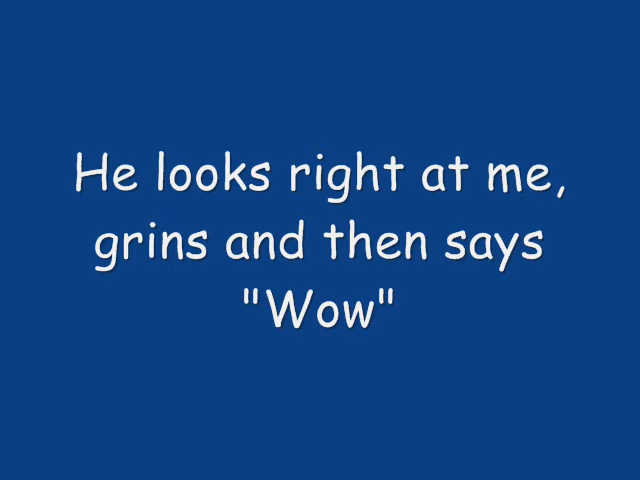 He looks right at me,
grins and then says
"Wow"